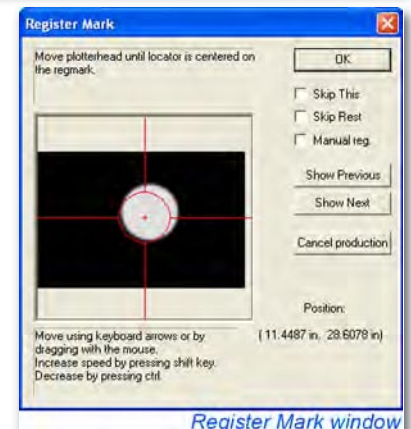 Register Mark
Move plotterhead until locator is centered on
the regmark.
OK
Skip This
Skip Rest
Manual reg.
Show Previous
Show Next
Cancel production
Position:
(11.4487 in, 28.6078 in)
Move using keyboard arrows or by
dragging with the mouse.
Increase speed by pressing shift key.
Decrease by pressing ctrl
Register Mark window